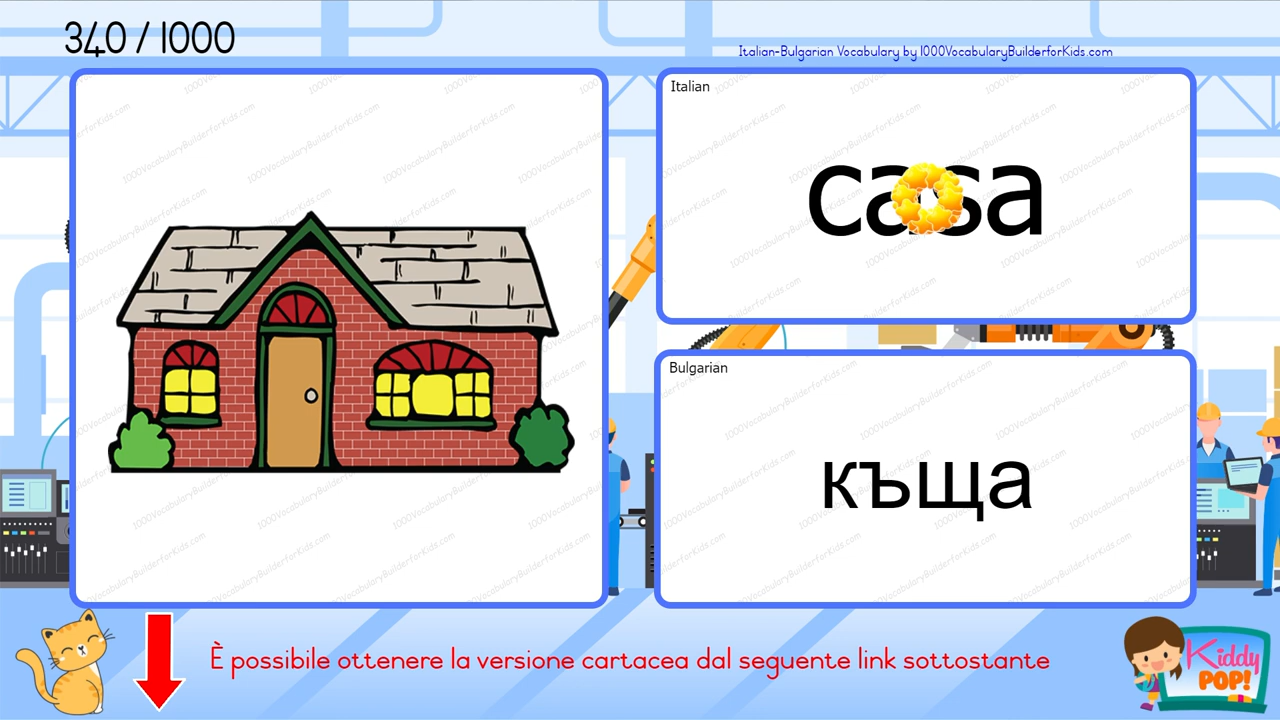 340 / 1000
Italian-Bulgarian Vocabulary by 1000VocabularyBuilderforKids.com
Italian
casa
Bulgarian
къща
È possibile ottenere la versione cartacea dal seguente link sottostante
Kiddy
POP!